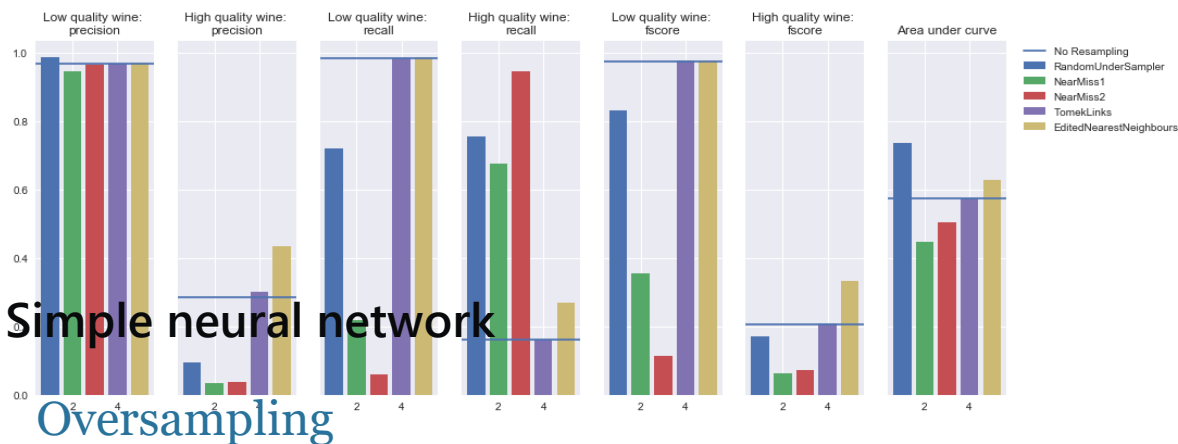 Low quality wine:
precision
High quality wine:
precision
Low quality wine:
recall
High quality wine:
recall
Low quality wine:
fscore
High quality wine:
fscore
Area under curve
No Resampling
RandomUnderSampler
NearMiss1
NearMiss2
TomekLinks
EditedNearestNeighbours
1.0
0.8
0.6
0.4
0.2
0.0
Simple neural network
2 4
2 4
2 4
2 4
2 4
2 4
2 4
Oversampling